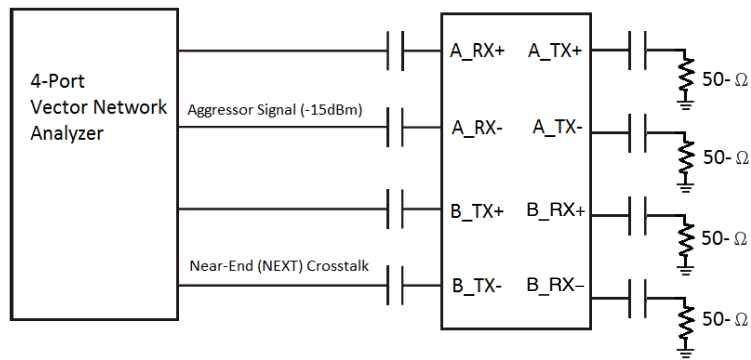 4-Port
Vector Network
Analyzer
Aggressor Signal (-15dBm)
Near-End (NEXT) Crosstalk
A_RX+ A_TX+
A_RX- A_TX-
B_TX+ B_RX+
B_TX- B_RX−
50- Ω
50- Ω
50- Ω
50- Ω